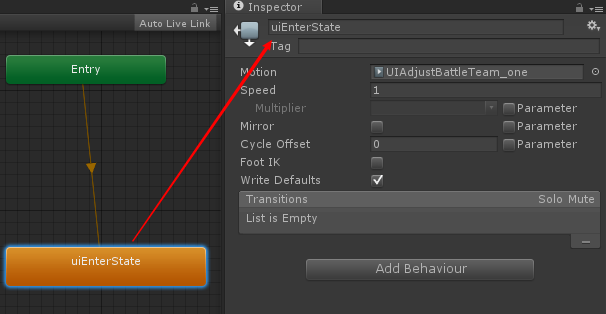 Auto Live Link
Entry
uiEnterState
Inspector
uiEnterState
Tag
Motion UIAdjustBattleTeam_one
Speed 1
Multiplier Parameter
Mirror Parameter
Cycle Offset 0 Parameter
Foot IK
Write Defaults
Transitions Solo Mute
List is Empty
Add Behaviour